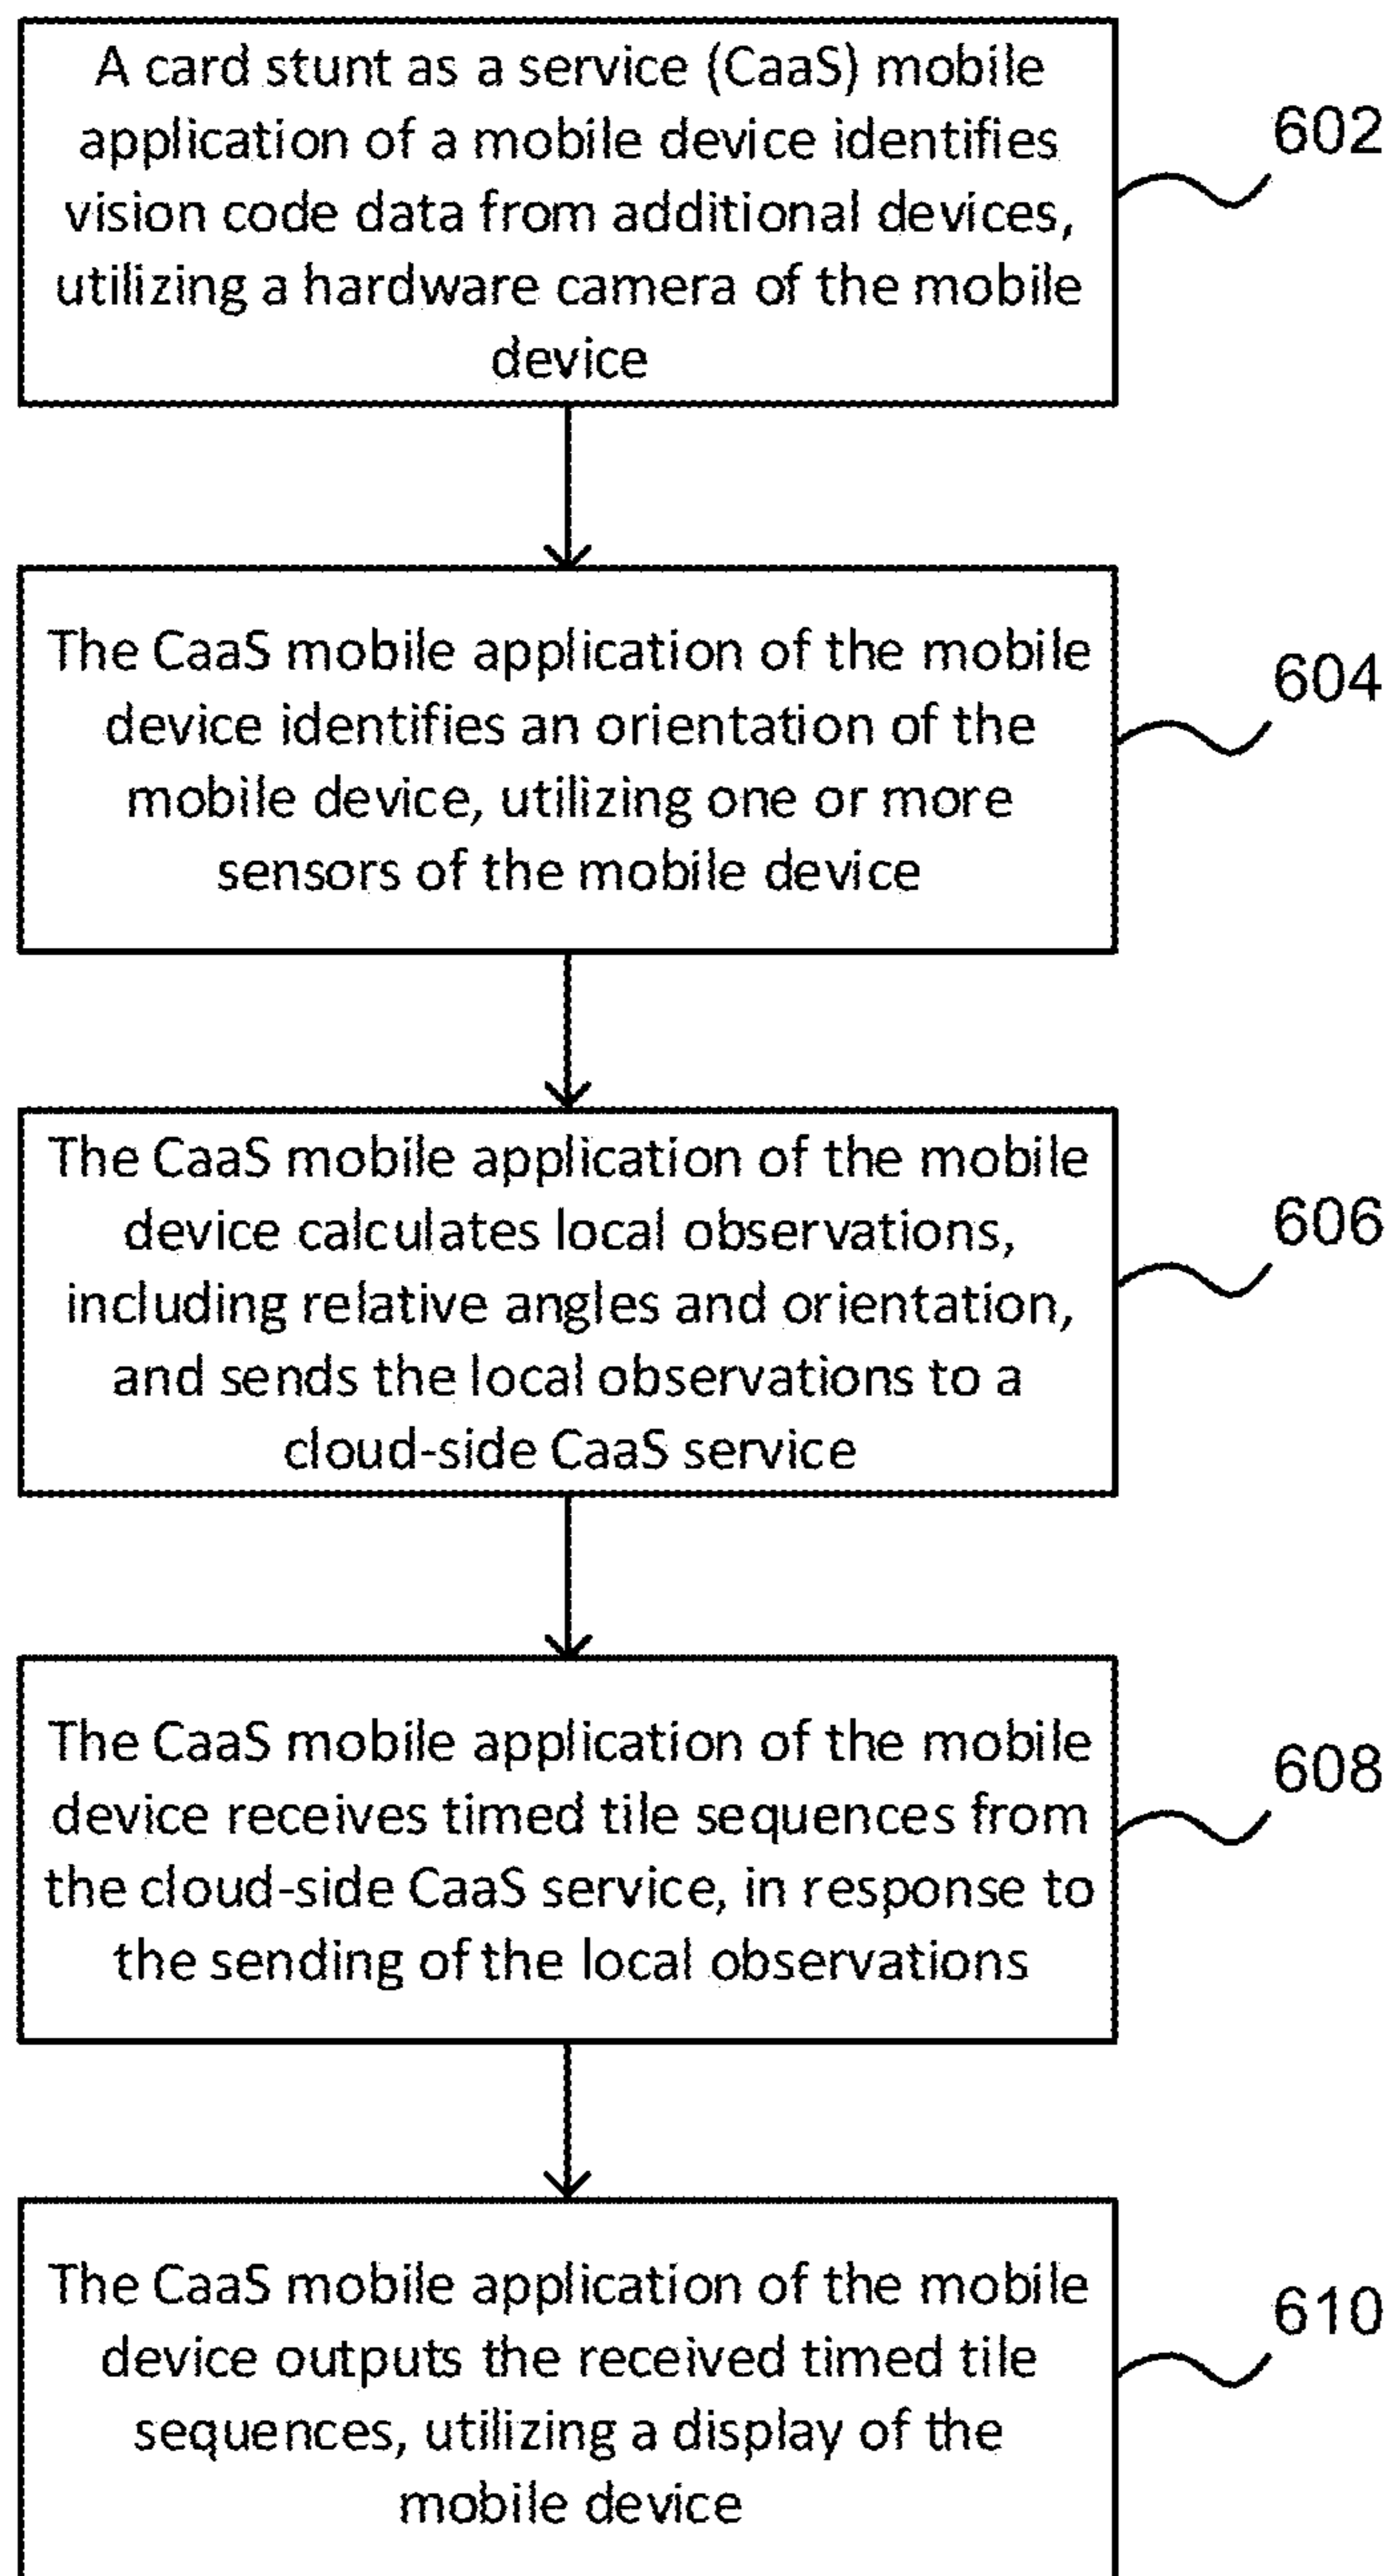 A card stunt as a service (CaaS) mobile
application of a mobile device identifies
vision code data from additional devices,
utilizing a hardware camera of the mobile
device
602
The CaaS mobile application of the mobile
device identifies an orientation of the
mobile device, utilizing one or more
sensors of the mobile device
604
The CaaS mobile application of the mobile
device calculates local observations,
including relative angles and orientation,
and sends the local observations to a
cloud-side CaaS service
606
The CaaS mobile application of the mobile
device receives timed tile sequences from
the cloud-side CaaS service, in response to
the sending of the local observations
608
The CaaS mobile application of the mobile
device outputs the received timed tile
sequences, utilizing a display of the
mobile device
610